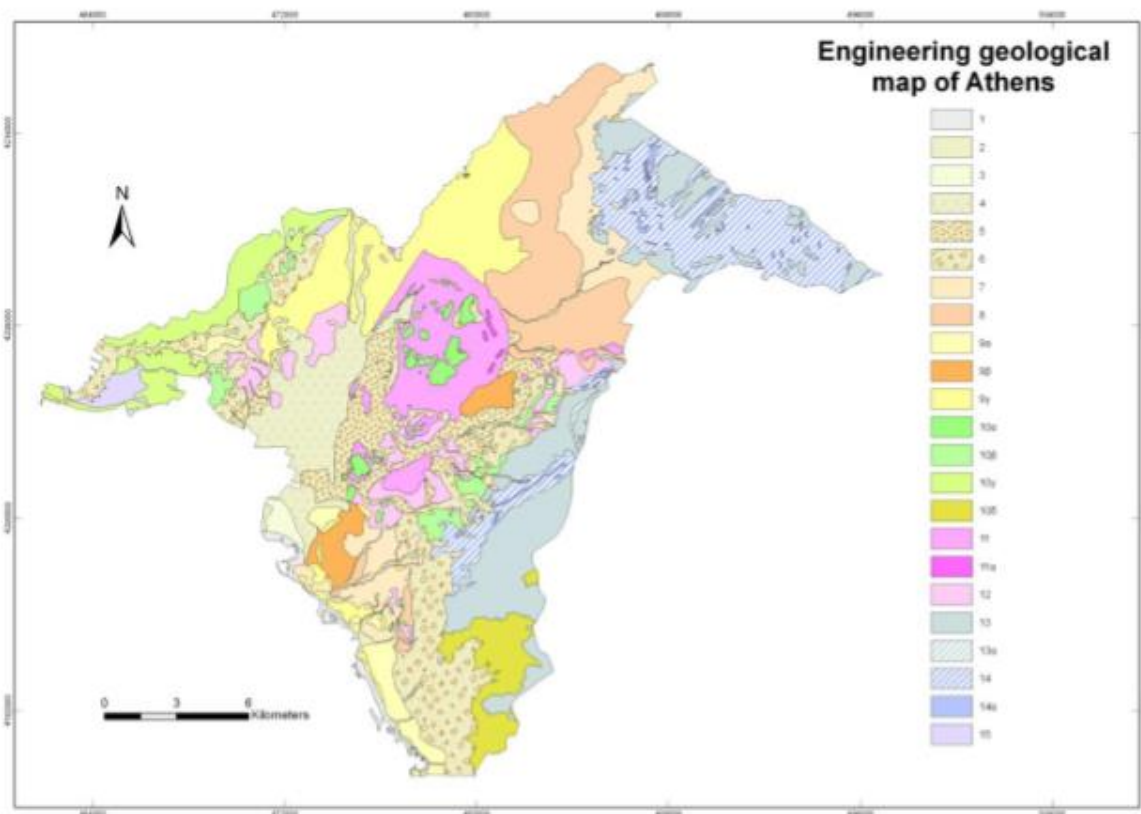 Engineering geological
map of Athens
N
1
2
3
4
5
6
7
8
9α
9β
9γ
10α
10β
10γ
10δ
11
11α
12
13
13α
14
14α
15
0 3 6
Kilometers